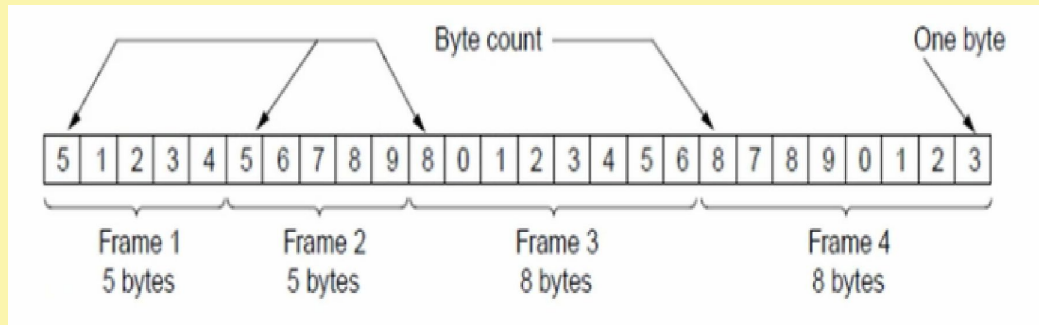 Byte count One byte
5 1 2 3 4 5 6 7 8 9 8 0 1 2 3 4 5 6 8 7 8 9 0 1 2 3
Frame 1 Frame 2 Frame 3 Frame 4
5 bytes 5 bytes 8 bytes 8 bytes